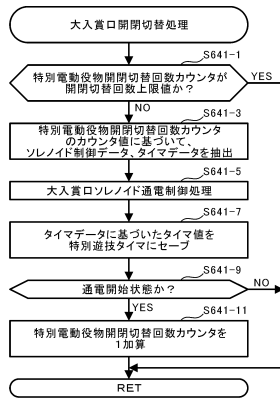 大入賞口開閉切替処理
S641-1
特別電動役物開閉切替回数カウンタが
開閉切替回数上限値か？
YES
NO
S641-3
特別電動役物開閉切替回数カウンタ
のカウンタ値に基づいて、
ソレノイド制御データ、タイマデータを抽出
S641-5
大入賞口ソレノイド通電制御処理
S641-7
タイマデータに基づいたタイマ値を
特別遊技タイマにセーブ
S641-9
通電開始状態か？
NO
YES
S641-11
特別電動役物開閉切替回数カウンタを
1加算
RET